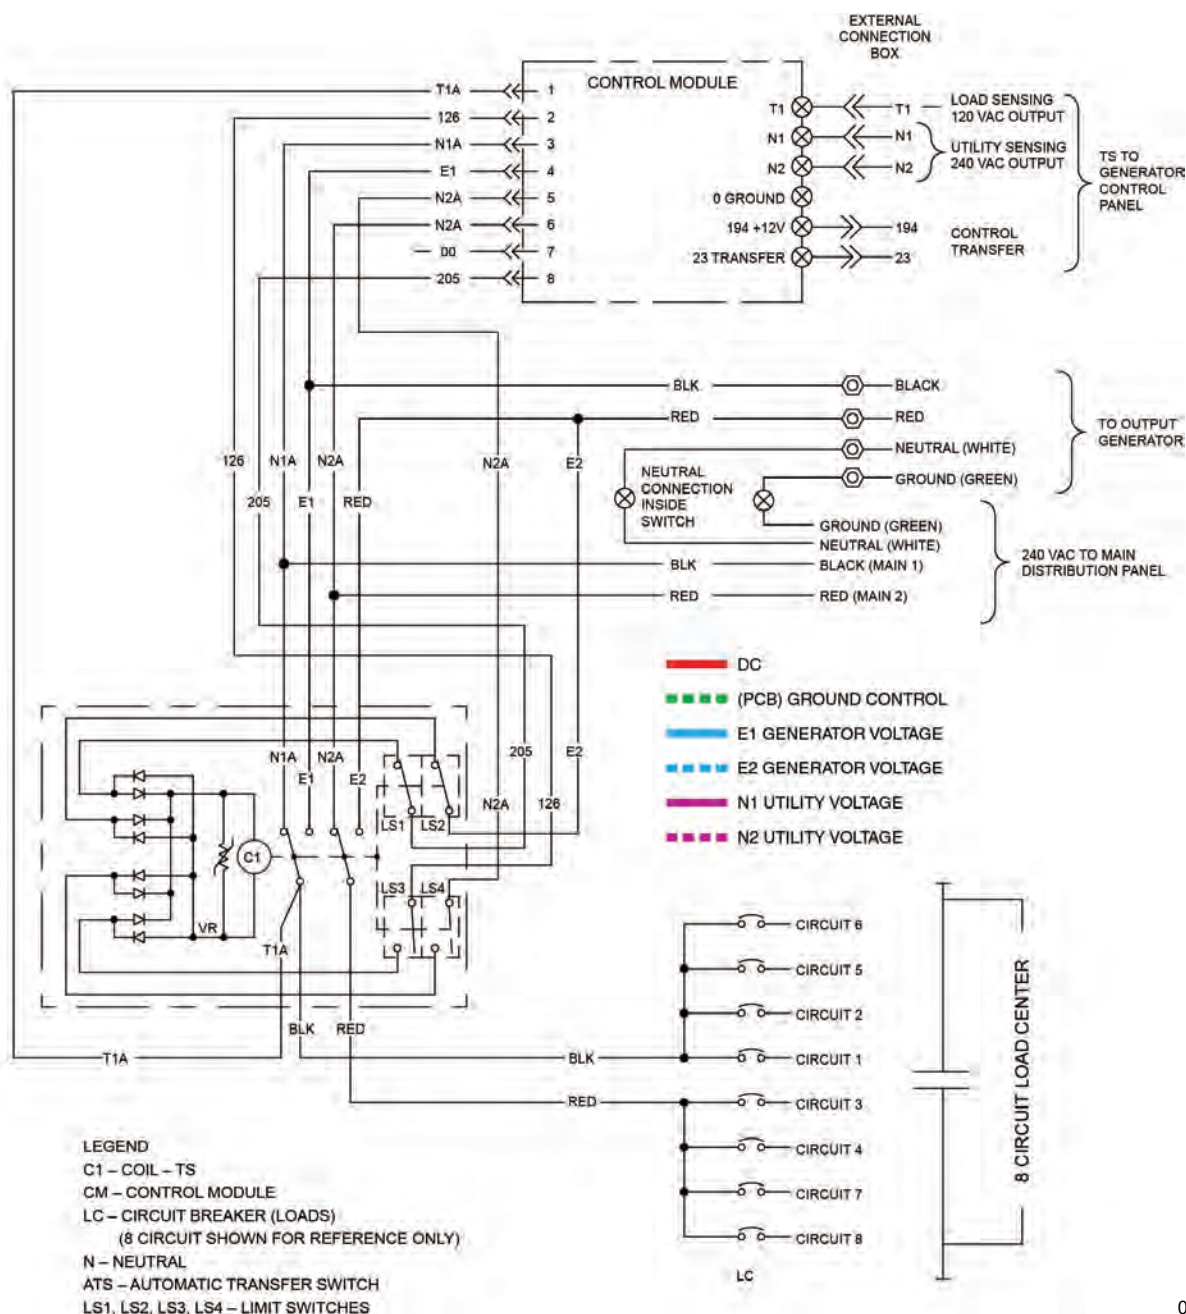 EXTERNAL
CONNECTION
BOX
CONTROL MODULE
T1A 1
126 2
N1A 3
E1 4
N2A 5
N2A 6
00 7
205 8
T1 T1
N1 N1
N2 N2
0 GROUND
194 +12V 194
23 TRANSFER 23
LOAD SENSING
120 VAC OUTPUT
UTILITY SENSING
240 VAC OUTPUT
CONTROL
TRANSFER
TS TO
GENERATOR
CONTROL
PANEL
BLK BLACK
RED RED
NEUTRAL (WHITE)
GROUND (GREEN)
TO OUTPUT
GENERATOR
126 N1A N2A N2A E2
205 E1 RED
NEUTRAL
CONNECTION
INSIDE
SWITCH
GROUND (GREEN)
NEUTRAL (WHITE)
BLK BLACK (MAIN 1)
RED RED (MAIN 2)
240 VAC TO MAIN
DISTRIBUTION PANEL
DC
(PCB) GROUND CONTROL
E1 GENERATOR VOLTAGE
E2 GENERATOR VOLTAGE
N1 UTILITY VOLTAGE
N2 UTILITY VOLTAGE
N1A N2A 205 E2
E1 E2
N2A 126
LS1 LS2
C1
LS3 LS4
VR
T1A
BLK RED
T1A
BLK
RED
CIRCUIT 6
CIRCUIT 5
CIRCUIT 2
CIRCUIT 1
CIRCUIT 3
CIRCUIT 4
CIRCUIT 7
CIRCUIT 8
LC
8 CIRCUIT LOAD CENTER
LEGEND
C1 – COIL – TS
CM – CONTROL MODULE
LC – CIRCUIT BREAKER (LOADS)
(8 CIRCUIT SHOWN FOR REFERENCE ONLY)
N – NEUTRAL
ATS – AUTOMATIC TRANSFER SWITCH
LS1, LS2, LS3, LS4 – LIMIT SWITCHES